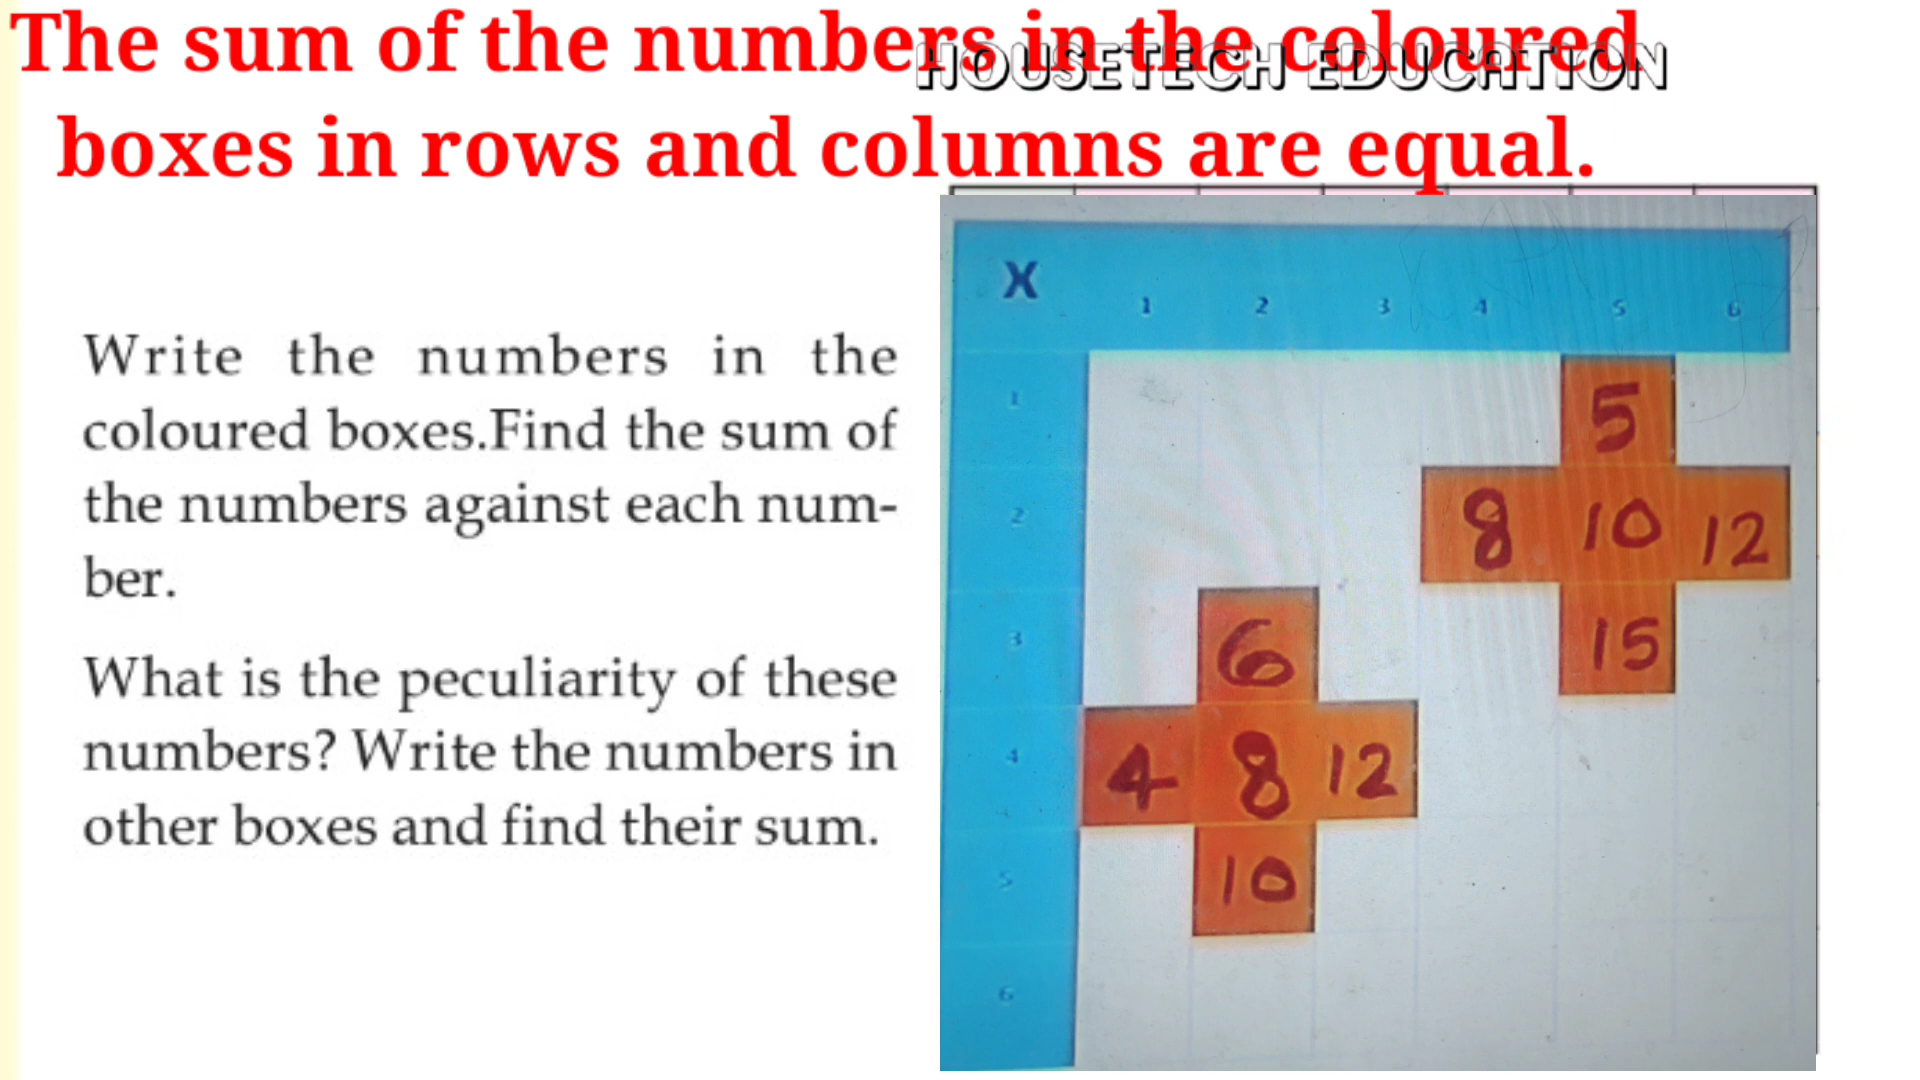 The sum of the numbers in the coloured
HOUSETECH EDUCATION
boxes in rows and columns are equal.
Write the numbers in the
coloured boxes.Find the sum of
the numbers against each num-
ber.
What is the peculiarity of these
numbers? Write the numbers in
other boxes and find their sum.
X 1 2 3 4 5 6
1 5
2 8 10 12
3 6 15
4 4 8 12
5 10
6